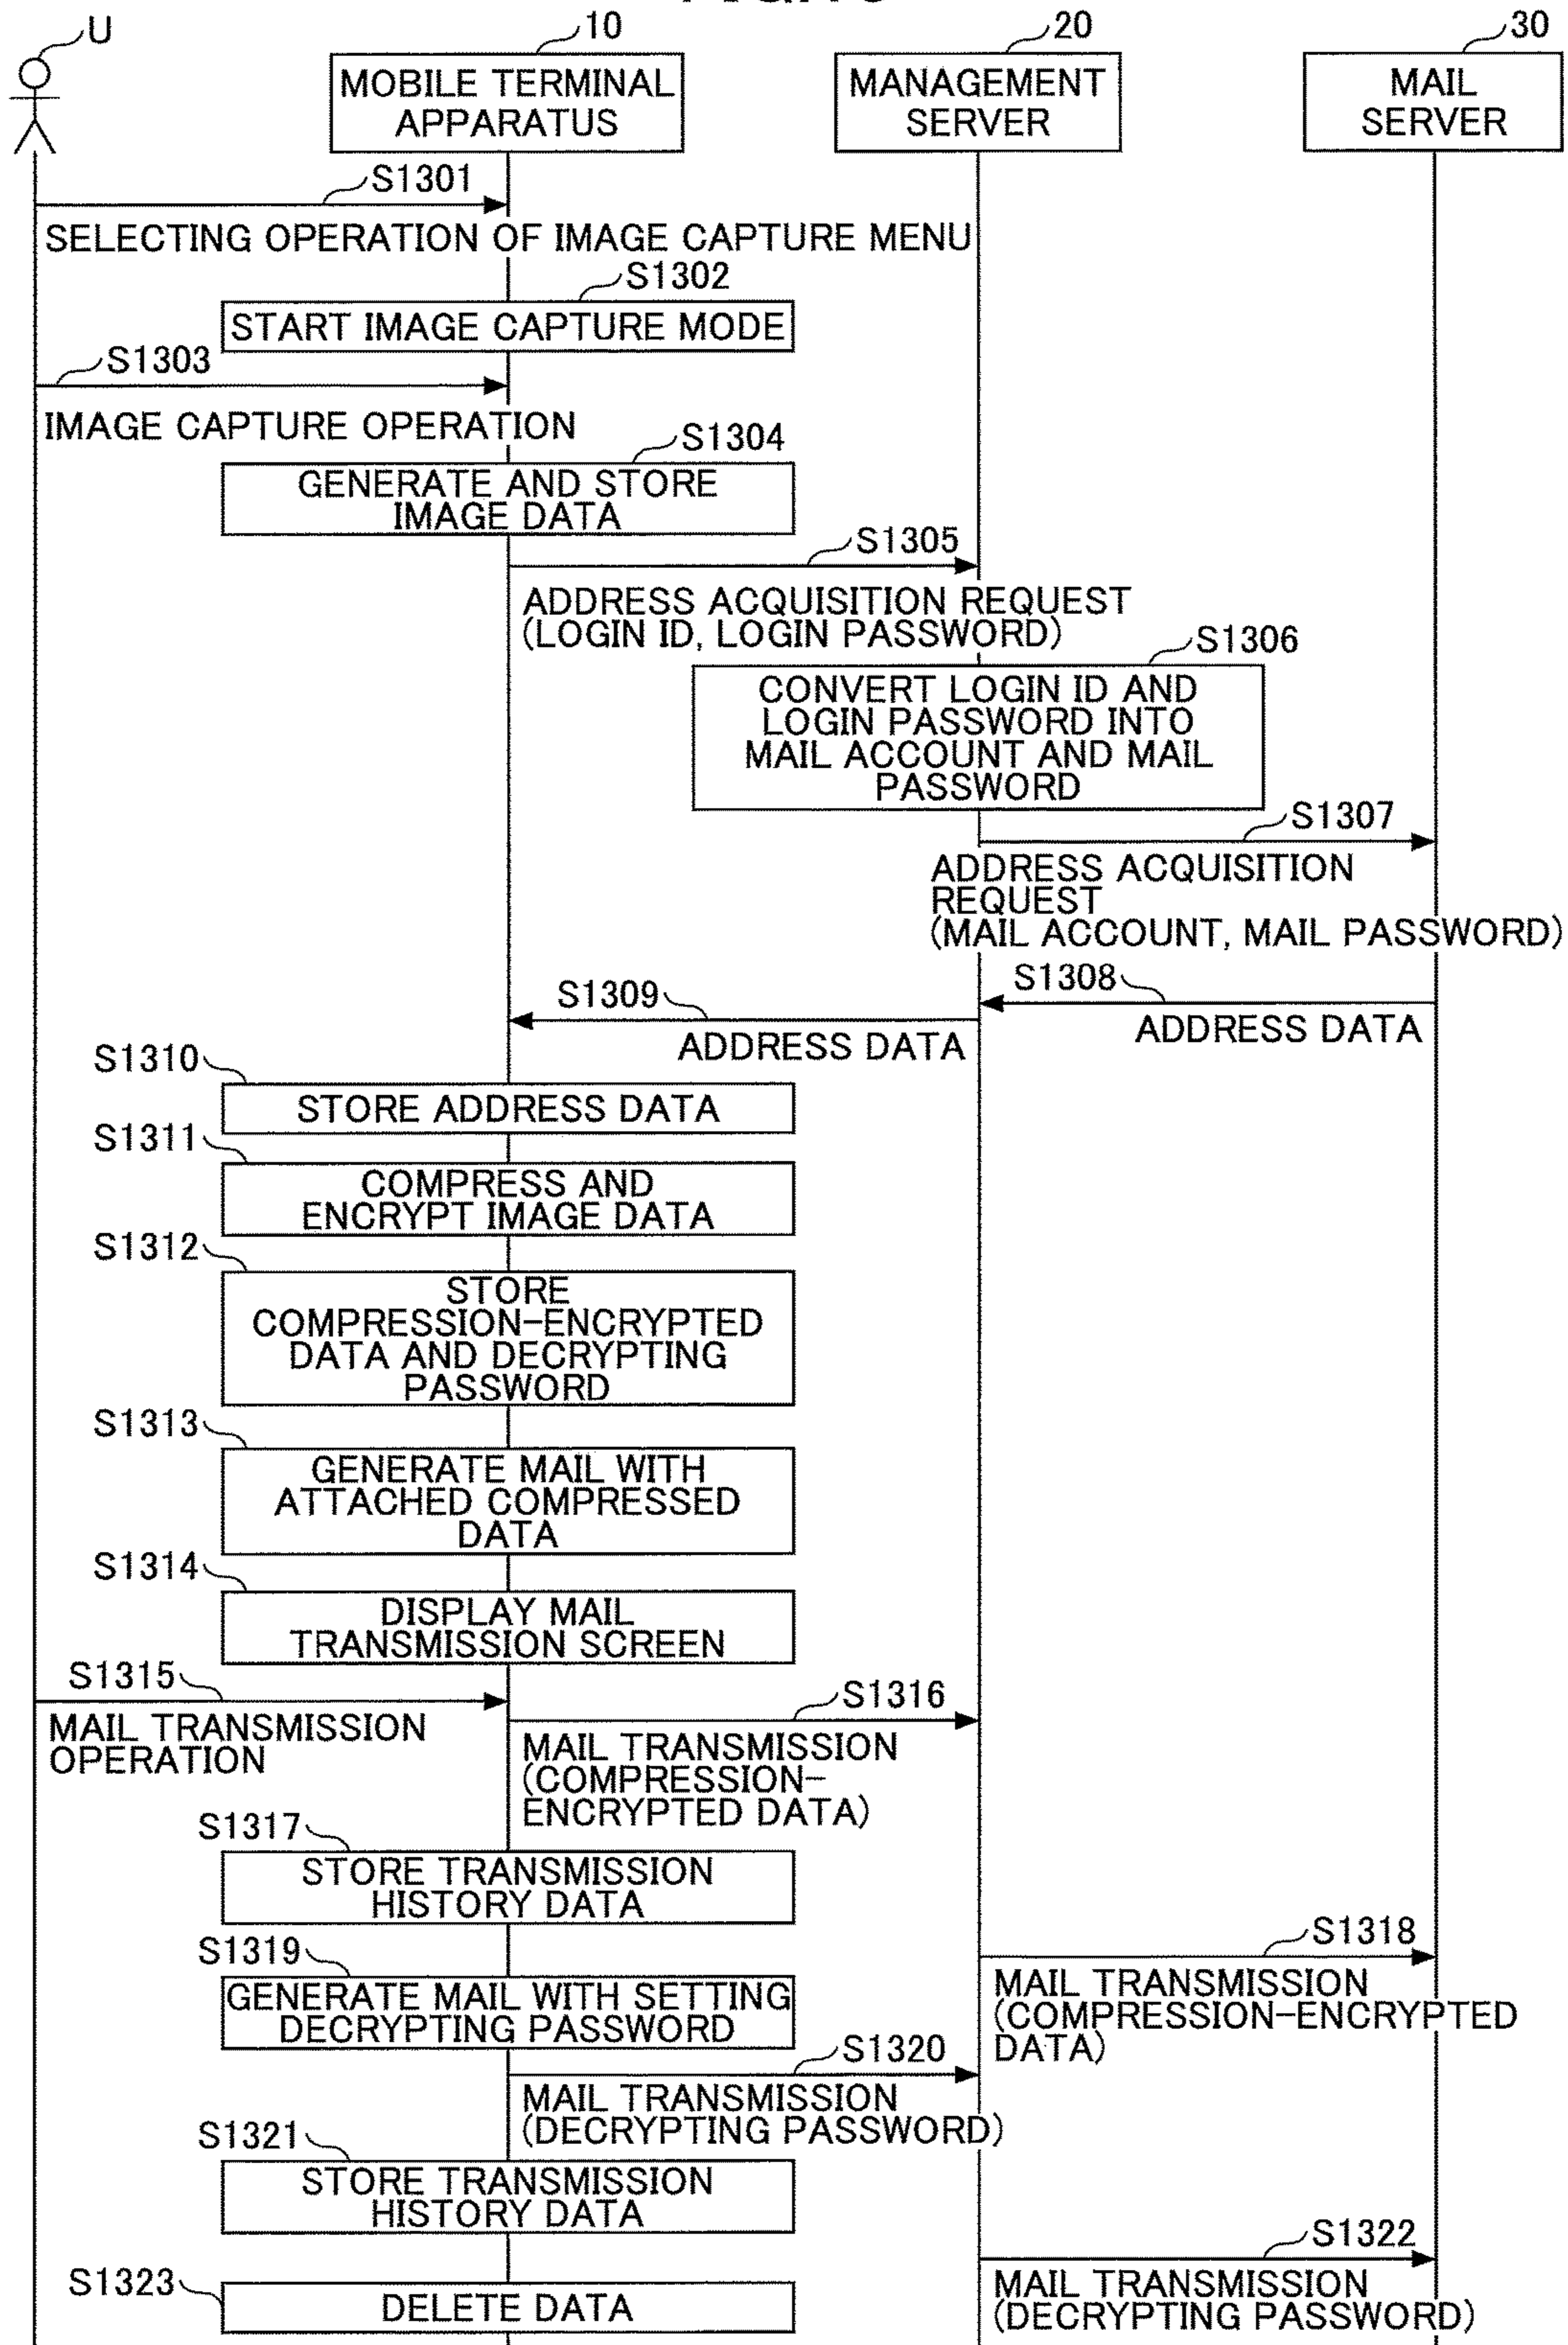 U
10
20
30
MOBILE TERMINAL
APPARATUS
MANAGEMENT
SERVER
MAIL
SERVER
S1301
SELECTING OPERATION OF IMAGE CAPTURE MENU
S1302
START IMAGE CAPTURE MODE
S1303
IMAGE CAPTURE OPERATION
S1304
GENERATE AND STORE
IMAGE DATA
S1305
ADDRESS ACQUISITION REQUEST
(LOGIN ID, LOGIN PASSWORD)
S1306
CONVERT LOGIN ID AND
LOGIN PASSWORD INTO
MAIL ACCOUNT AND MAIL
PASSWORD
S1307
ADDRESS ACQUISITION
REQUEST
(MAIL ACCOUNT, MAIL PASSWORD)
S1308
ADDRESS DATA
S1309
ADDRESS DATA
S1310
STORE ADDRESS DATA
S1311
COMPRESS AND
ENCRYPT IMAGE DATA
S1312
STORE
COMPRESSION-ENCRYPTED
DATA AND DECRYPTING
PASSWORD
S1313
GENERATE MAIL WITH
ATTACHED COMPRESSED
DATA
S1314
DISPLAY MAIL
TRANSMISSION SCREEN
S1315
MAIL TRANSMISSION
OPERATION
S1316
MAIL TRANSMISSION
(COMPRESSION-
ENCRYPTED DATA)
S1317
STORE TRANSMISSION
HISTORY DATA
S1318
MAIL TRANSMISSION
(COMPRESSION-ENCRYPTED
DATA)
S1319
GENERATE MAIL WITH SETTING
DECRYPTING PASSWORD
S1320
MAIL TRANSMISSION
(DECRYPTING PASSWORD)
S1321
STORE TRANSMISSION
HISTORY DATA
S1322
MAIL TRANSMISSION
(DECRYPTING PASSWORD)
S1323
DELETE DATA